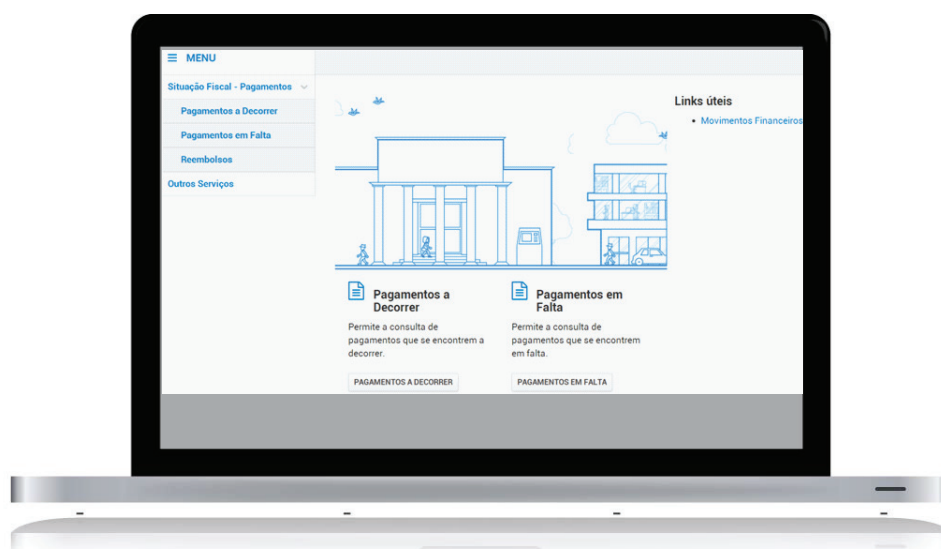 MENU
Situação Fiscal - Pagamentos
Pagamentos a Decorrer
Pagamentos em Falta
Reembolsos
Outros Serviços
Links úteis
Movimentos Financeiros
Pagamentos a
Decorrer
Permite a consulta de
pagamentos que se encontrem a
decorrer.
PAGAMENTOS A DECORRER
Pagamentos em
Falta
Permite a consulta de
pagamentos que se encontrem
em falta.
PAGAMENTOS EM FALTA